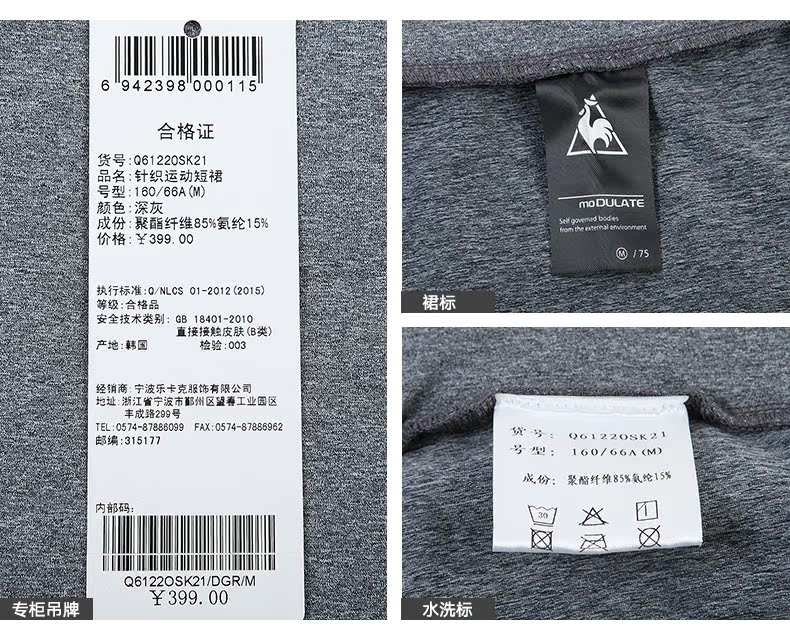 6 942398 000115
合格证
货号:Q6122OSK21
品名:针织运动短裙
号型:160/66A(M)
颜色:深灰
成份:聚酯纤维85%氨纶15%
价格:￥399.00
执行标准:Q/NLCS 01-2012(2015)
等级:合格品
安全技术类别: GB 18401-2010
直接接触皮肤(B类)
产地:韩国 检验:003
经销商:宁波乐卡克服饰有限公司
地址:浙江省宁波市鄞州区望春工业园区
丰成路299号
TEL:0574-87886099 FAX:0574-87886962
邮编:315177
内部码:
Q6122OSK21/DGR/M
￥399.00
专柜吊牌
moDULATE
Self governed bodies
from the external environment
M /75
裙标
货号: Q6122OSK21
号型: 160/66A(M)
成份: 聚酯纤维85%氨纶15%
30
水洗标